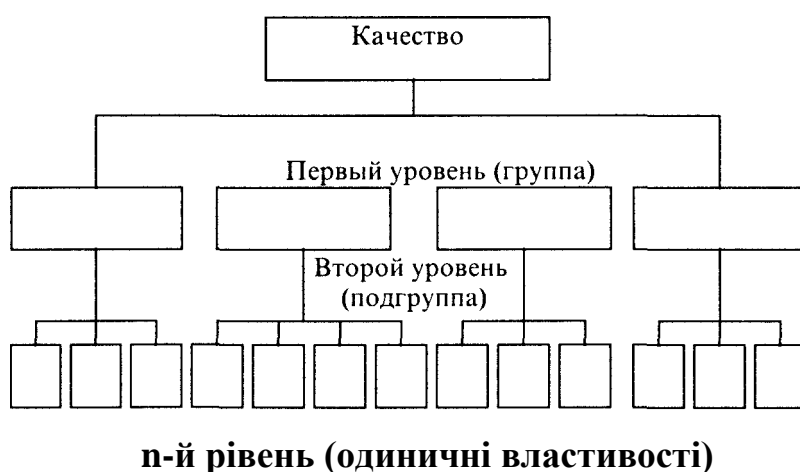 Качество
Первый уровень (группа)
Второй уровень
(подгруппа)
n-й рівень (одиничні властивості)